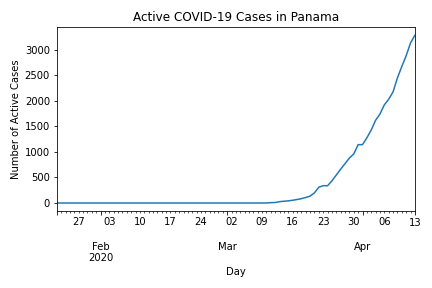 Active COVID-19 Cases in Panama
Number of Active Cases
3000
2500
2000
1500
1000
500
0
27 03 10 17 24 02 09 16 23 30 06 13
Feb Mar Apr
2020
Day